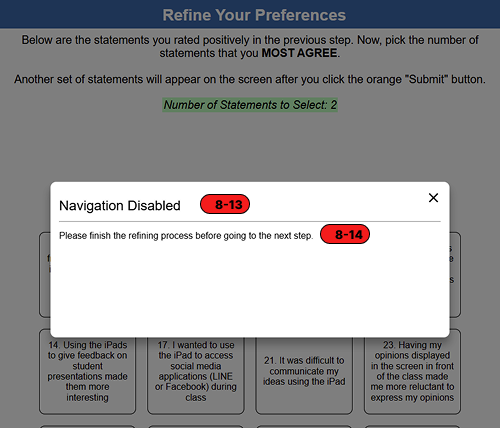 Refine Your Preferences
Below are the statements you rated positively in the previous step. Now, pick the number of
statements that you MOST AGREE.
Another set of statements will appear on the screen after you click the orange "Submit" button.
Number of Statements to Select: 2
Navigation Disabled
8-13
Please finish the refining process before going to the next step.
8-14
14. Using the iPads
to give feedback on
student
presentations made
them more
interesting
17. I wanted to use
the iPad to access
social media
applications (LINE
or Facebook) during
class
21. It was difficult to
communicate my
ideas using the iPad
23. Having my
opinions displayed
in the screen in front
of the class made
me more reluctant to
express my opinions